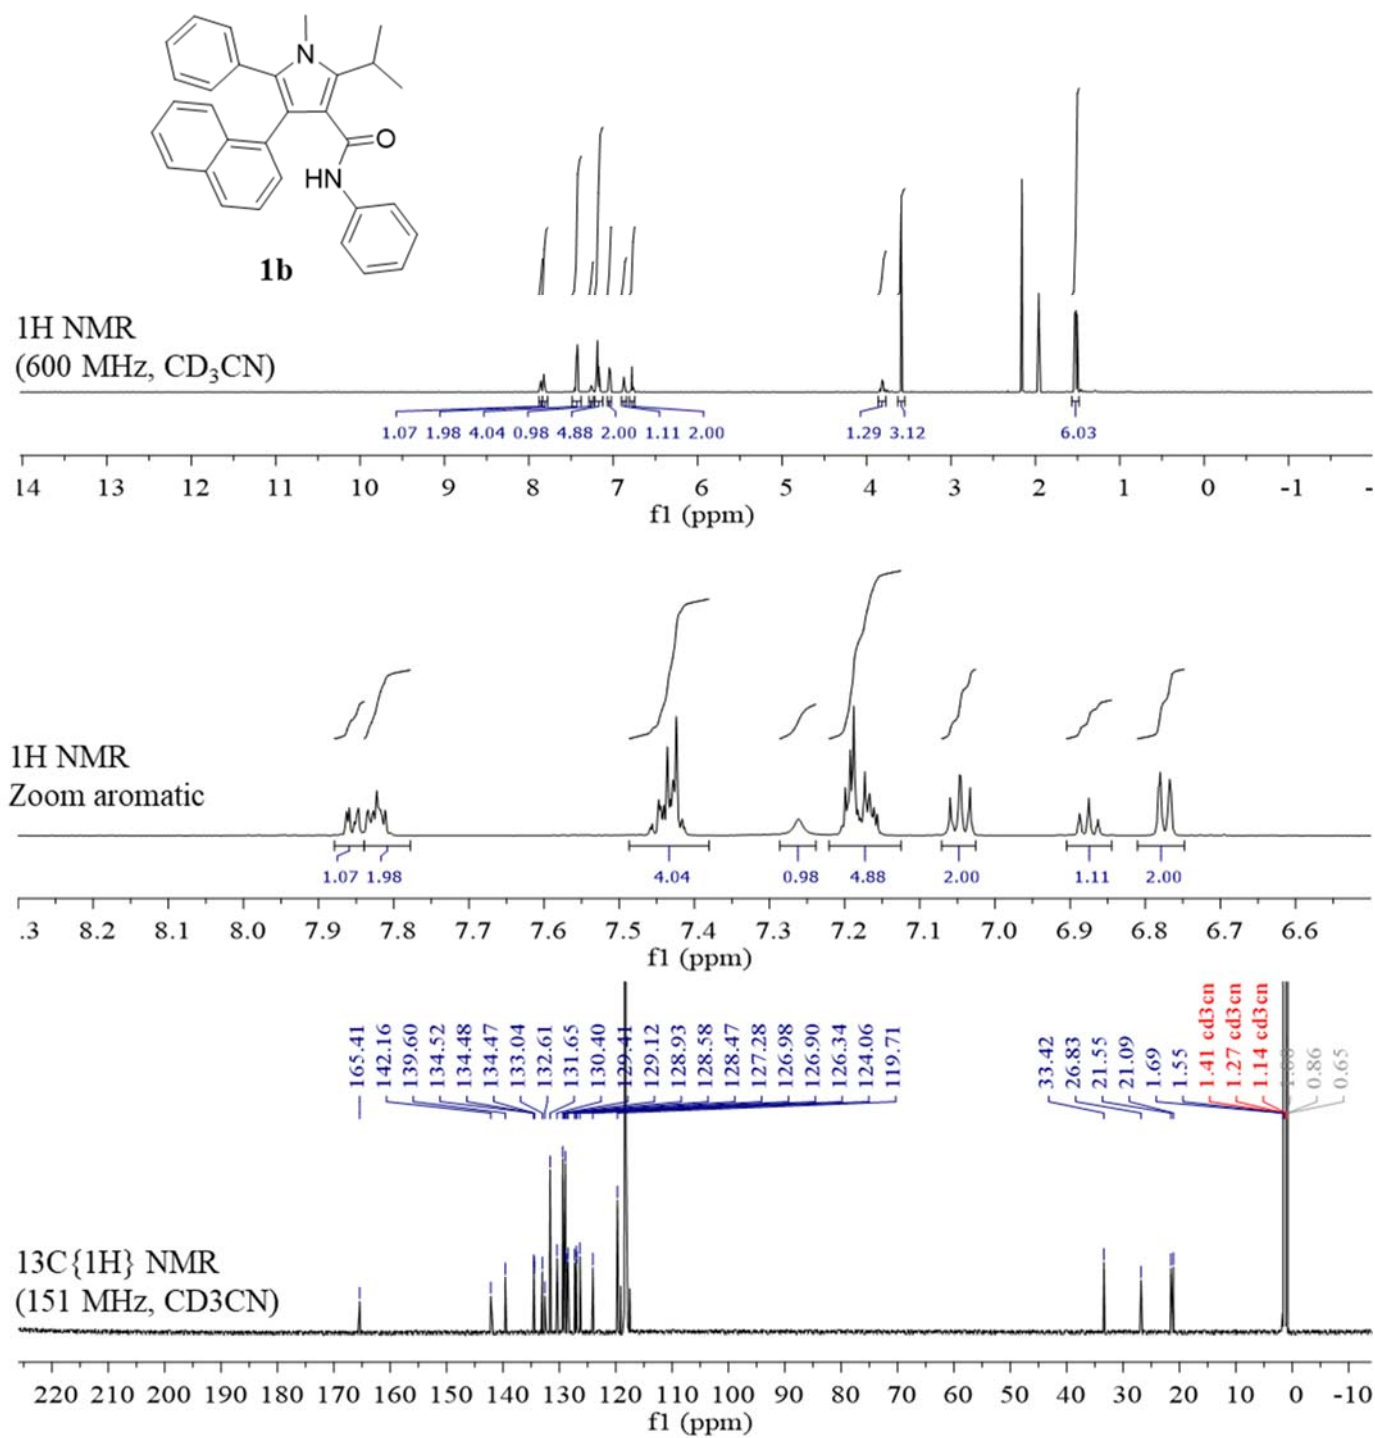 N
O
HN
1b
1H NMR
(600 MHz, CD₃CN)
1.07 1.98 4.04 0.98 4.88 2.00 1.11 2.00 1.29 3.12 6.03
14 13 12 11 10 9 8 7 6 5 4 3 2 1 0 -1 -
f1 (ppm)
1H NMR
Zoom aromatic
1.07 1.98 4.04 0.98 4.88 2.00 1.11 2.00
.3 8.2 8.1 8.0 7.9 7.8 7.7 7.6 7.5 7.4 7.3 7.2 7.1 7.0 6.9 6.8 6.7 6.6
f1 (ppm)
165.41
142.16
139.60
134.52
134.48
134.47
133.04
132.61
131.65
130.40
129.41
129.12
128.93
128.58
128.47
127.28
126.98
126.90
126.34
124.06
119.71
33.42
26.83
21.55
21.09
1.69
1.55
1.41 cd3cn
1.27 cd3cn
1.14 cd3cn
0.86
0.65
13C{1H} NMR
(151 MHz, CD3CN)
220 210 200 190 180 170 160 150 140 130 120 110 100 90 80 70 60 50 40 30 20 10 0 -10
f1 (ppm)